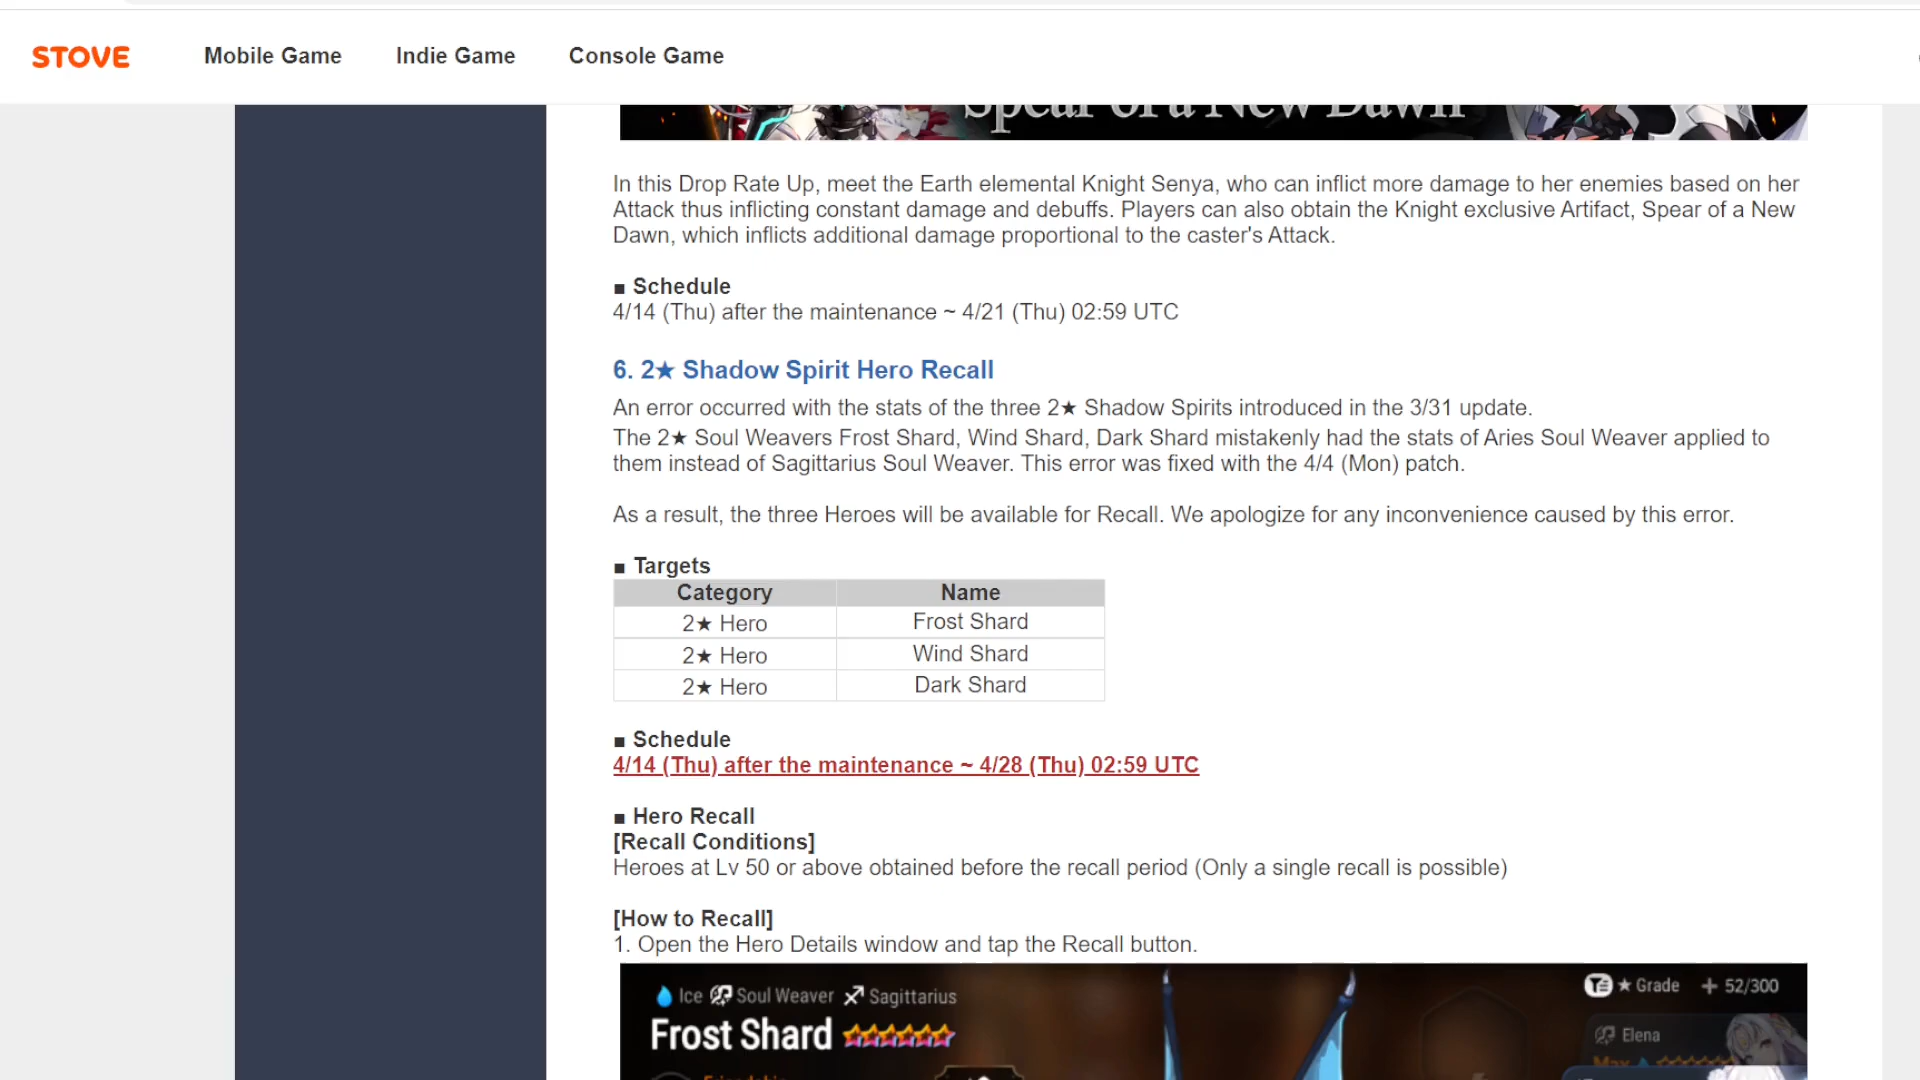 STOVE Mobile Game Indie Game Console Game
Spear of a New Dawn
In this Drop Rate Up, meet the Earth elemental Knight Senya, who can inflict more damage to her enemies based on her
Attack thus inflicting constant damage and debuffs. Players can also obtain the Knight exclusive Artifact, Spear of a New
Dawn, which inflicts additional damage proportional to the caster's Attack.
■ Schedule
4/14 (Thu) after the maintenance ~ 4/21 (Thu) 02:59 UTC
6. 2★ Shadow Spirit Hero Recall
An error occurred with the stats of the three 2★ Shadow Spirits introduced in the 3/31 update.
The 2★ Soul Weavers Frost Shard, Wind Shard, Dark Shard mistakenly had the stats of Aries Soul Weaver applied to
them instead of Sagittarius Soul Weaver. This error was fixed with the 4/4 (Mon) patch.
As a result, the three Heroes will be available for Recall. We apologize for any inconvenience caused by this error.
■ Targets
Category Name
2★ Hero Frost Shard
2★ Hero Wind Shard
2★ Hero Dark Shard
■ Schedule
4/14 (Thu) after the maintenance ~ 4/28 (Thu) 02:59 UTC
■ Hero Recall
[Recall Conditions]
Heroes at Lv 50 or above obtained before the recall period (Only a single recall is possible)
[How to Recall]
1. Open the Hero Details window and tap the Recall button.
Ice Soul Weaver Sagittarius
★ Grade + 52/300
Frost Shard
Elena
Max